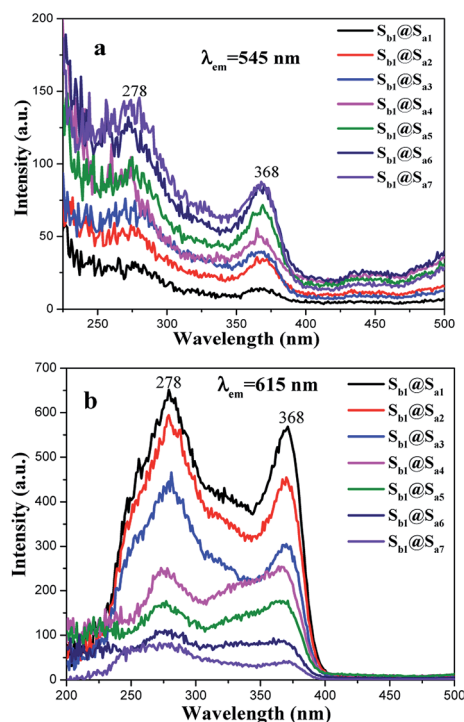 a
λem=545 nm
278
368
Sb1@Sa1
Sb1@Sa2
Sb1@Sa3
Sb1@Sa4
Sb1@Sa5
Sb1@Sa6
Sb1@Sa7
Intensity (a.u.)
200
150
100
50
0
250 300 350 400 450 500
Wavelength (nm)
b
λem=615 nm
278
368
Sb1@Sa1
Sb1@Sa2
Sb1@Sa3
Sb1@Sa4
Sb1@Sa5
Sb1@Sa6
Sb1@Sa7
Intensity (a.u.)
700
600
500
400
300
200
100
0
200 250 300 350 400 450 500
Wavelength (nm)